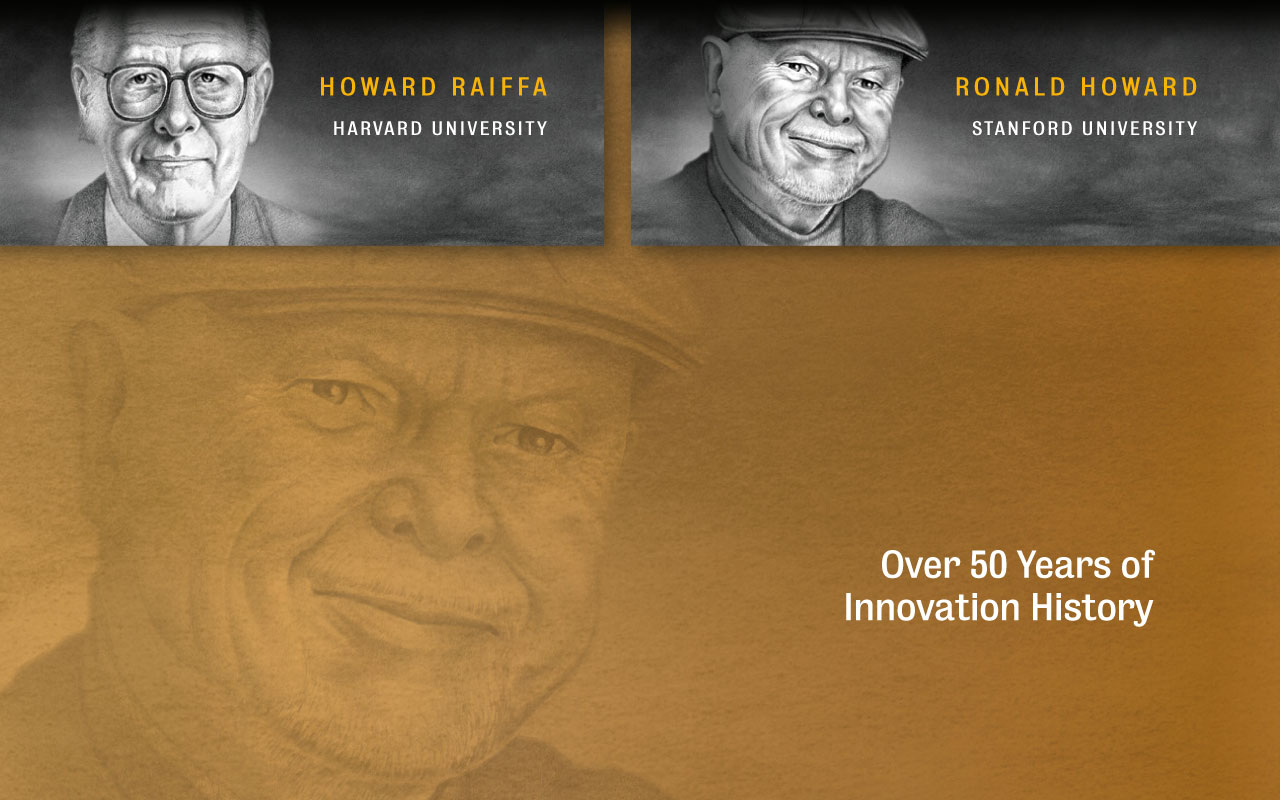 HOWARD RAIFFA
HARVARD UNIVERSITY
RONALD HOWARD
STANFORD UNIVERSITY
Over 50 Years of
Innovation History